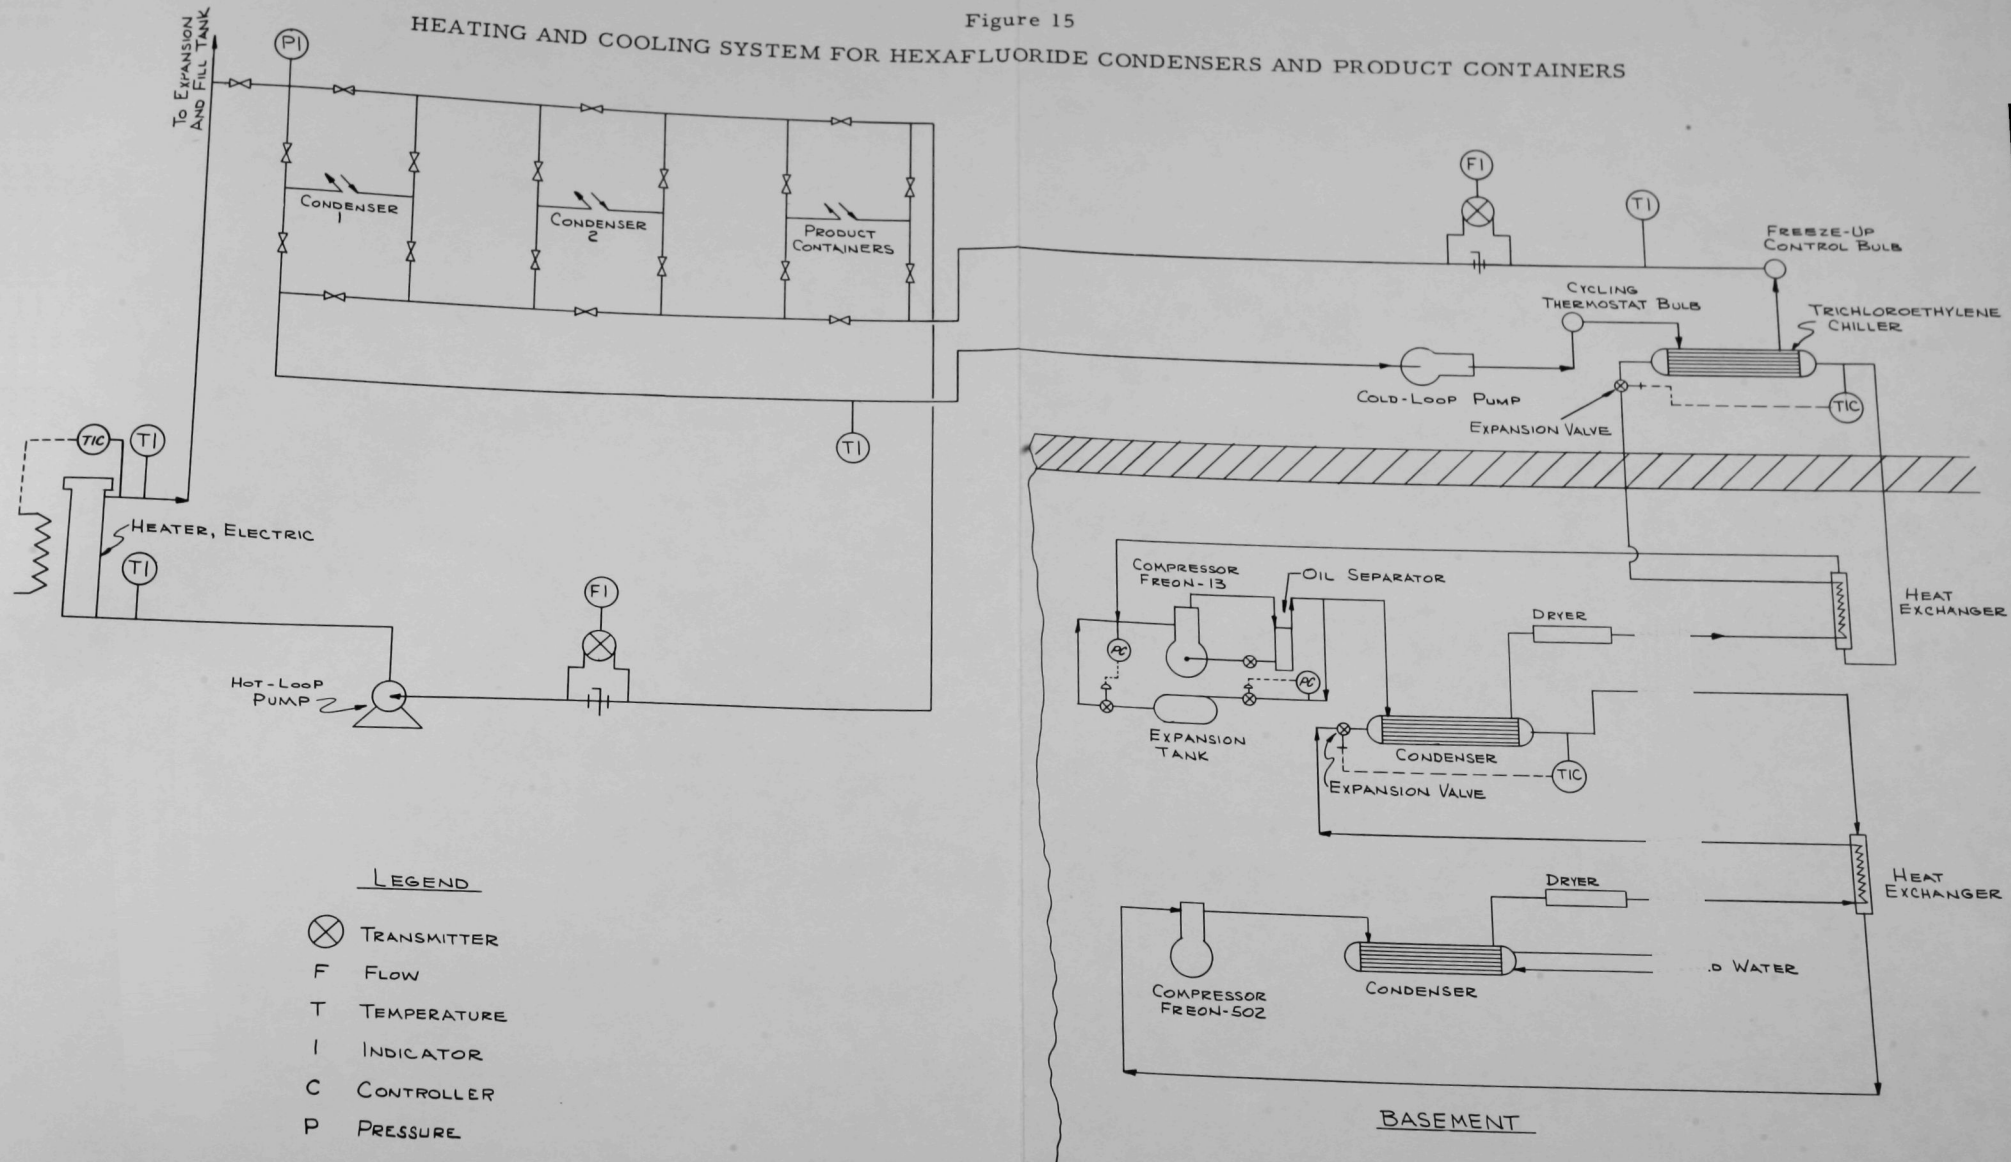 Figure 15
HEATING AND COOLING SYSTEM FOR HEXAFLUORIDE CONDENSERS AND PRODUCT CONTAINERS
TO EXPANSION
AND FILL TANK
PI
CONDENSER
1
CONDENSER
2
PRODUCT
CONTAINERS
FI
TI
FREEZE-UP
CONTROL BULB
CYCLING
THERMOSTAT BULB
TRICHLOROETHYLENE
CHILLER
COLD-LOOP PUMP
EXPANSION VALVE
TIC
TI
TIC
TI
HEATER, ELECTRIC
TI
FI
HOT-LOOP
PUMP
COMPRESSOR
FREON-13
OIL SEPARATOR
DRYER
HEAT
EXCHANGER
PC
PC
EXPANSION
TANK
CONDENSER
TIC
EXPANSION VALVE
DRYER
HEAT
EXCHANGER
COMPRESSOR
FREON-502
CONDENSER
WATER
BASEMENT
LEGEND
TRANSMITTER
F FLOW
T TEMPERATURE
I INDICATOR
C CONTROLLER
P PRESSURE